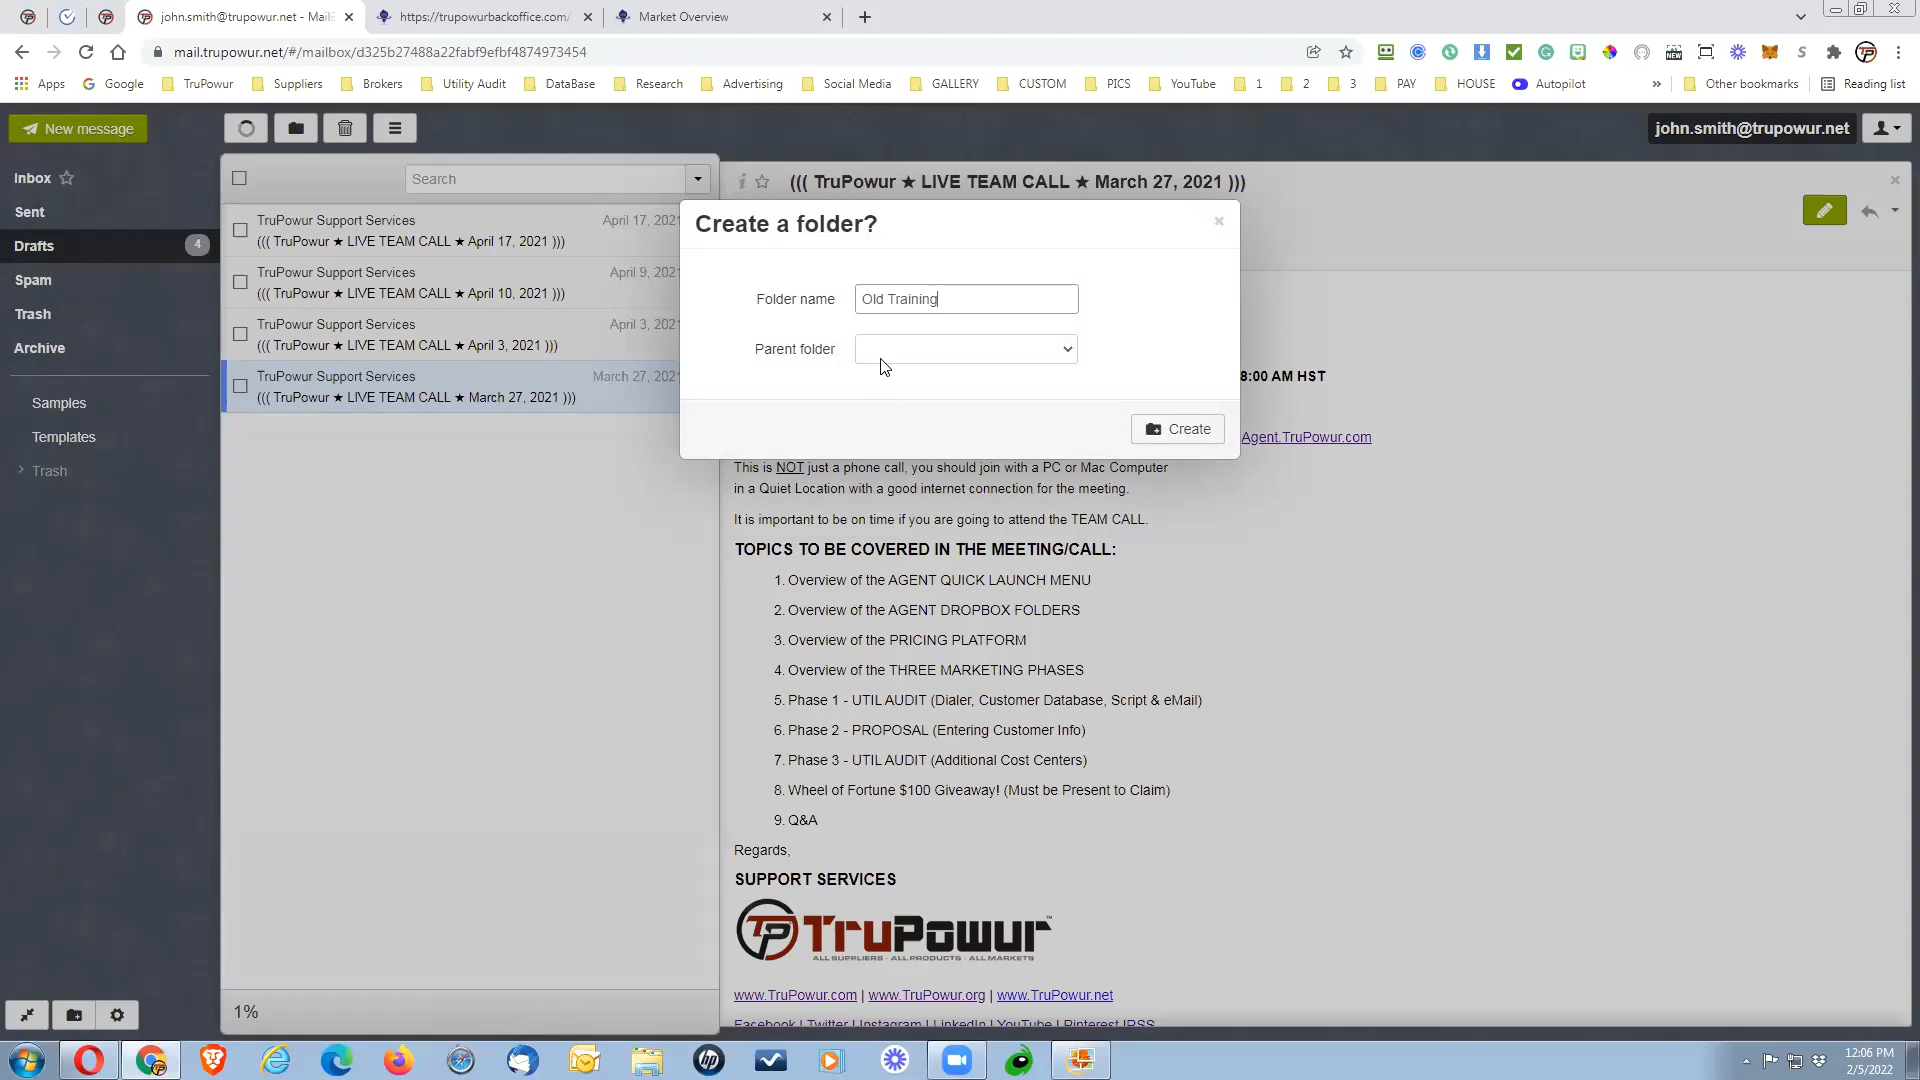 john.smith@trupowur.net - Mail
https://trupowurbackoffice.com/
Market Overview
mail.trupowur.net/#/mailbox/d325b27488a22fabf9efbf4874973454
Apps
Google
TruPowur
Suppliers
Brokers
Utility Audit
DataBase
Research
Advertising
Social Media
GALLERY
CUSTOM
PICS
YouTube
1
2
3
PAY
HOUSE
Autopilot
»
Other bookmarks
Reading list
New message
john.smith@trupowur.net
Inbox
Sent
Drafts 4
Spam
Trash
Archive
Samples
Templates
Trash
Search
TruPowur Support Services April 17, 2021
((( TruPowur ★ LIVE TEAM CALL ★ April 17, 2021 )))
TruPowur Support Services April 9, 2021
((( TruPowur ★ LIVE TEAM CALL ★ April 10, 2021 )))
TruPowur Support Services April 3, 2021
((( TruPowur ★ LIVE TEAM CALL ★ April 3, 2021 )))
TruPowur Support Services March 27, 2021
((( TruPowur ★ LIVE TEAM CALL ★ March 27, 2021 )))
1%
((( TruPowur ★ LIVE TEAM CALL ★ March 27, 2021 )))
Create a folder?
×
Folder name Old Training
Parent folder
Create
8:00 AM HST
Agent.TruPowur.com
This is NOT just a phone call, you should join with a PC or Mac Computer
in a Quiet Location with a good internet connection for the meeting.
It is important to be on time if you are going to attend the TEAM CALL.
TOPICS TO BE COVERED IN THE MEETING/CALL:
1. Overview of the AGENT QUICK LAUNCH MENU
2. Overview of the AGENT DROPBOX FOLDERS
3. Overview of the PRICING PLATFORM
4. Overview of the THREE MARKETING PHASES
5. Phase 1 - UTIL AUDIT (Dialer, Customer Database, Script & eMail)
6. Phase 2 - PROPOSAL (Entering Customer Info)
7. Phase 3 - UTIL AUDIT (Additional Cost Centers)
8. Wheel of Fortune $100 Giveaway! (Must be Present to Claim)
9. Q&A
Regards,
SUPPORT SERVICES
TP TruPowur™
ALL SUPPLIERS - ALL PRODUCTS - ALL MARKETS
www.TruPowur.com | www.TruPowur.org | www.TruPowur.net
Facebook | Twitter | Instagram | LinkedIn | YouTube | Pinterest | RSS
12:06 PM
2/5/2022